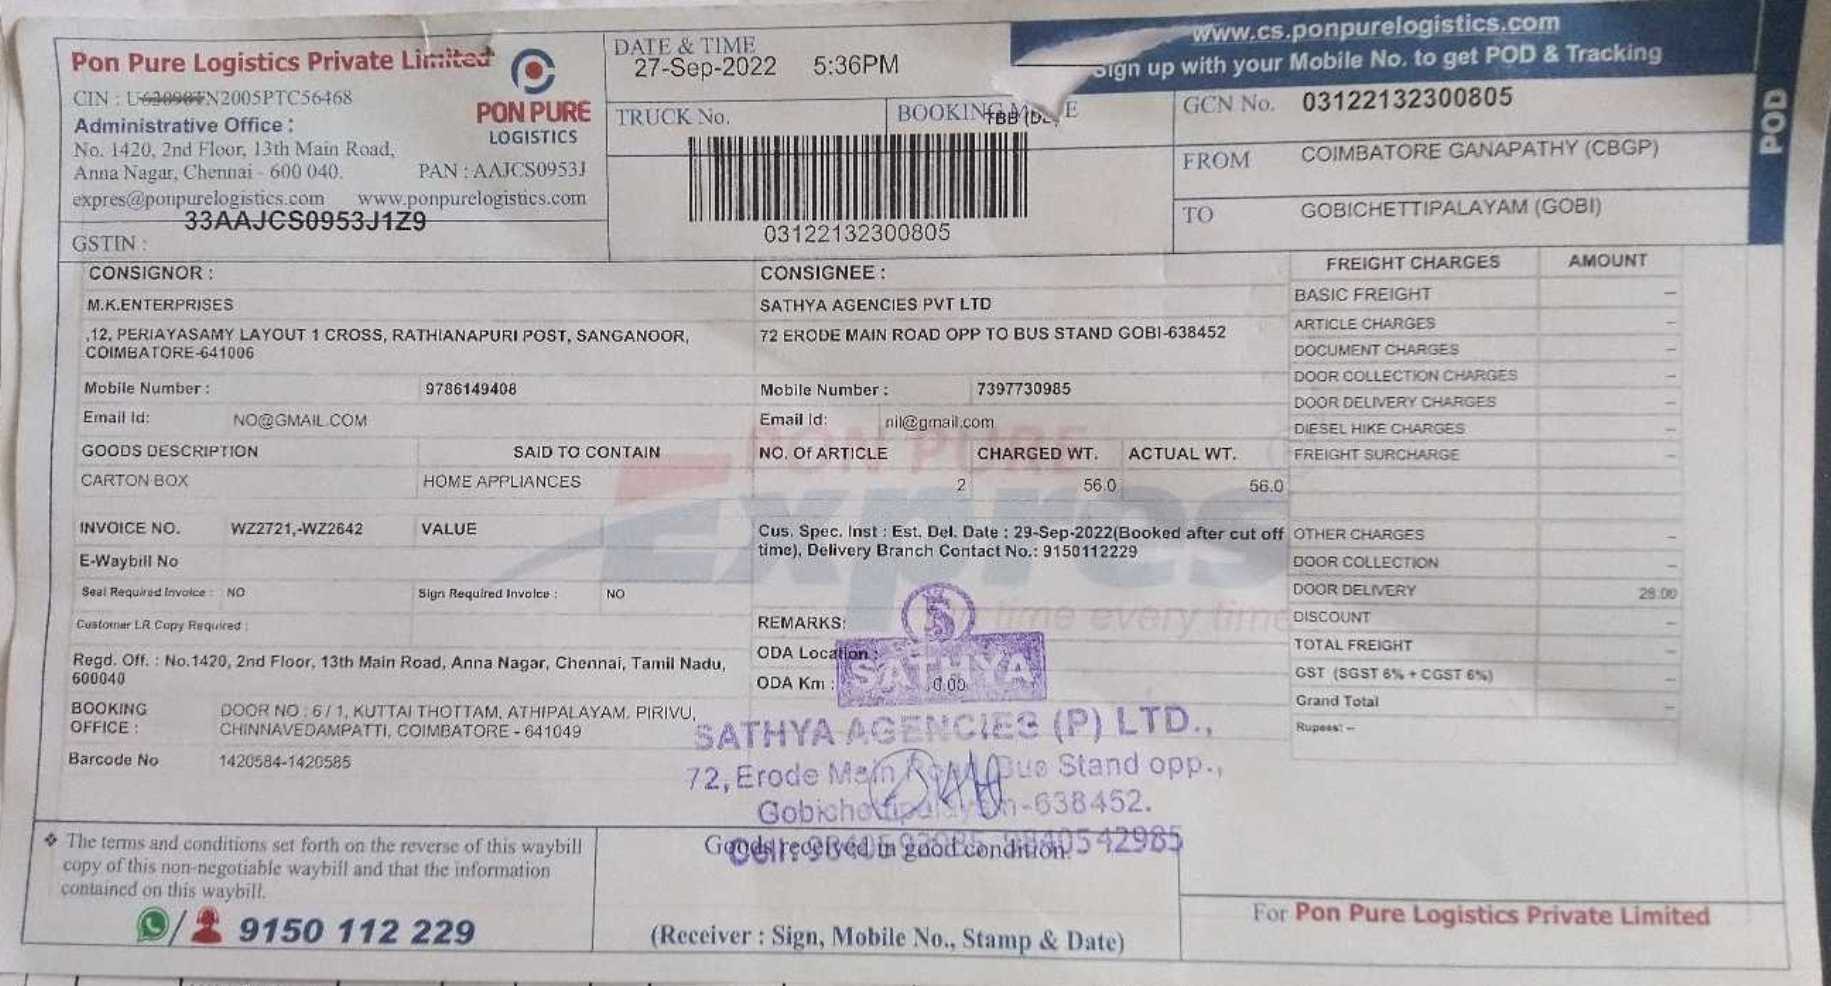 Pon Pure Logistics Private Limited
CIN : U62098TN2005PTC56468
Administrative Office :
No. 1420, 2nd Floor, 13th Main Road,
Anna Nagar, Chennai - 600 040.
PAN : AAJCS0953J
expres@ponpurelogistics.com www.ponpurelogistics.com
33AAJCS0953J1Z9
GSTIN :
PON PURE
LOGISTICS
DATE & TIME
27-Sep-2022 5:36PM
TRUCK No.
BOOKING
TBB
03122132300805
www.cs.ponpurelogistics.com
Sign up with your Mobile No. to get POD & Tracking
POD
GCN No. 03122132300805
FROM COIMBATORE GANAPATHY (CBGP)
TO GOBICHETTIPALAYAM (GOBI)
CONSIGNOR :
M.K.ENTERPRISES
,12, PERIAYASAMY LAYOUT 1 CROSS, RATHIANAPURI POST, SANGANOOR,
COIMBATORE-641006
Mobile Number : 9786149408
Email Id: NO@GMAIL.COM
CONSIGNEE :
SATHYA AGENCIES PVT LTD
72 ERODE MAIN ROAD OPP TO BUS STAND GOBI-638452
Mobile Number : 7397730985
Email Id: nil@gmail.com
GOODS DESCRIPTION SAID TO CONTAIN NO. Of ARTICLE CHARGED WT. ACTUAL WT.
CARTON BOX HOME APPLIANCES 2 56.0 56.0
INVOICE NO. WZ2721,-WZ2642 VALUE
E-Waybill No
Seal Required Invoice : NO Sign Required Invoice : NO
Customer LR Copy Required :
Regd. Off. : No.1420, 2nd Floor, 13th Main Road, Anna Nagar, Chennai, Tamil Nadu,
600040
BOOKING OFFICE : DOOR NO : 6 / 1, KUTTAI THOTTAM, ATHIPALAYAM. PIRIVU,
CHINNAVEDAMPATTI, COIMBATORE - 641049
Barcode No 1420584-1420585
Cus. Spec. Inst : Est. Del. Date : 29-Sep-2022(Booked after cut off
time), Delivery Branch Contact No.: 9150112229
PON PURE
Expres
time every time
REMARKS:
ODA Location :
ODA Km : 0.00
SATHYA
SATHYA AGENCIES (P) LTD.,
72, Erode Main Road, Bus Stand opp.,
Gobichettipalayam-638452.
Goods received in good condition.
(Receiver : Sign, Mobile No., Stamp & Date)
FREIGHT CHARGES AMOUNT
BASIC FREIGHT --
ARTICLE CHARGES --
DOCUMENT CHARGES --
DOOR COLLECTION CHARGES --
DOOR DELIVERY CHARGES --
DIESEL HIKE CHARGES --
FREIGHT SURCHARGE --
OTHER CHARGES --
DOOR COLLECTION --
DOOR DELIVERY 28.00
DISCOUNT --
TOTAL FREIGHT --
GST (SGST 6% + CGST 6%) --
Grand Total --
Rupees: --
❖ The terms and conditions set forth on the reverse of this waybill
copy of this non-negotiable waybill and that the information
contained on this waybill.
/ 9150 112 229
For Pon Pure Logistics Private Limited